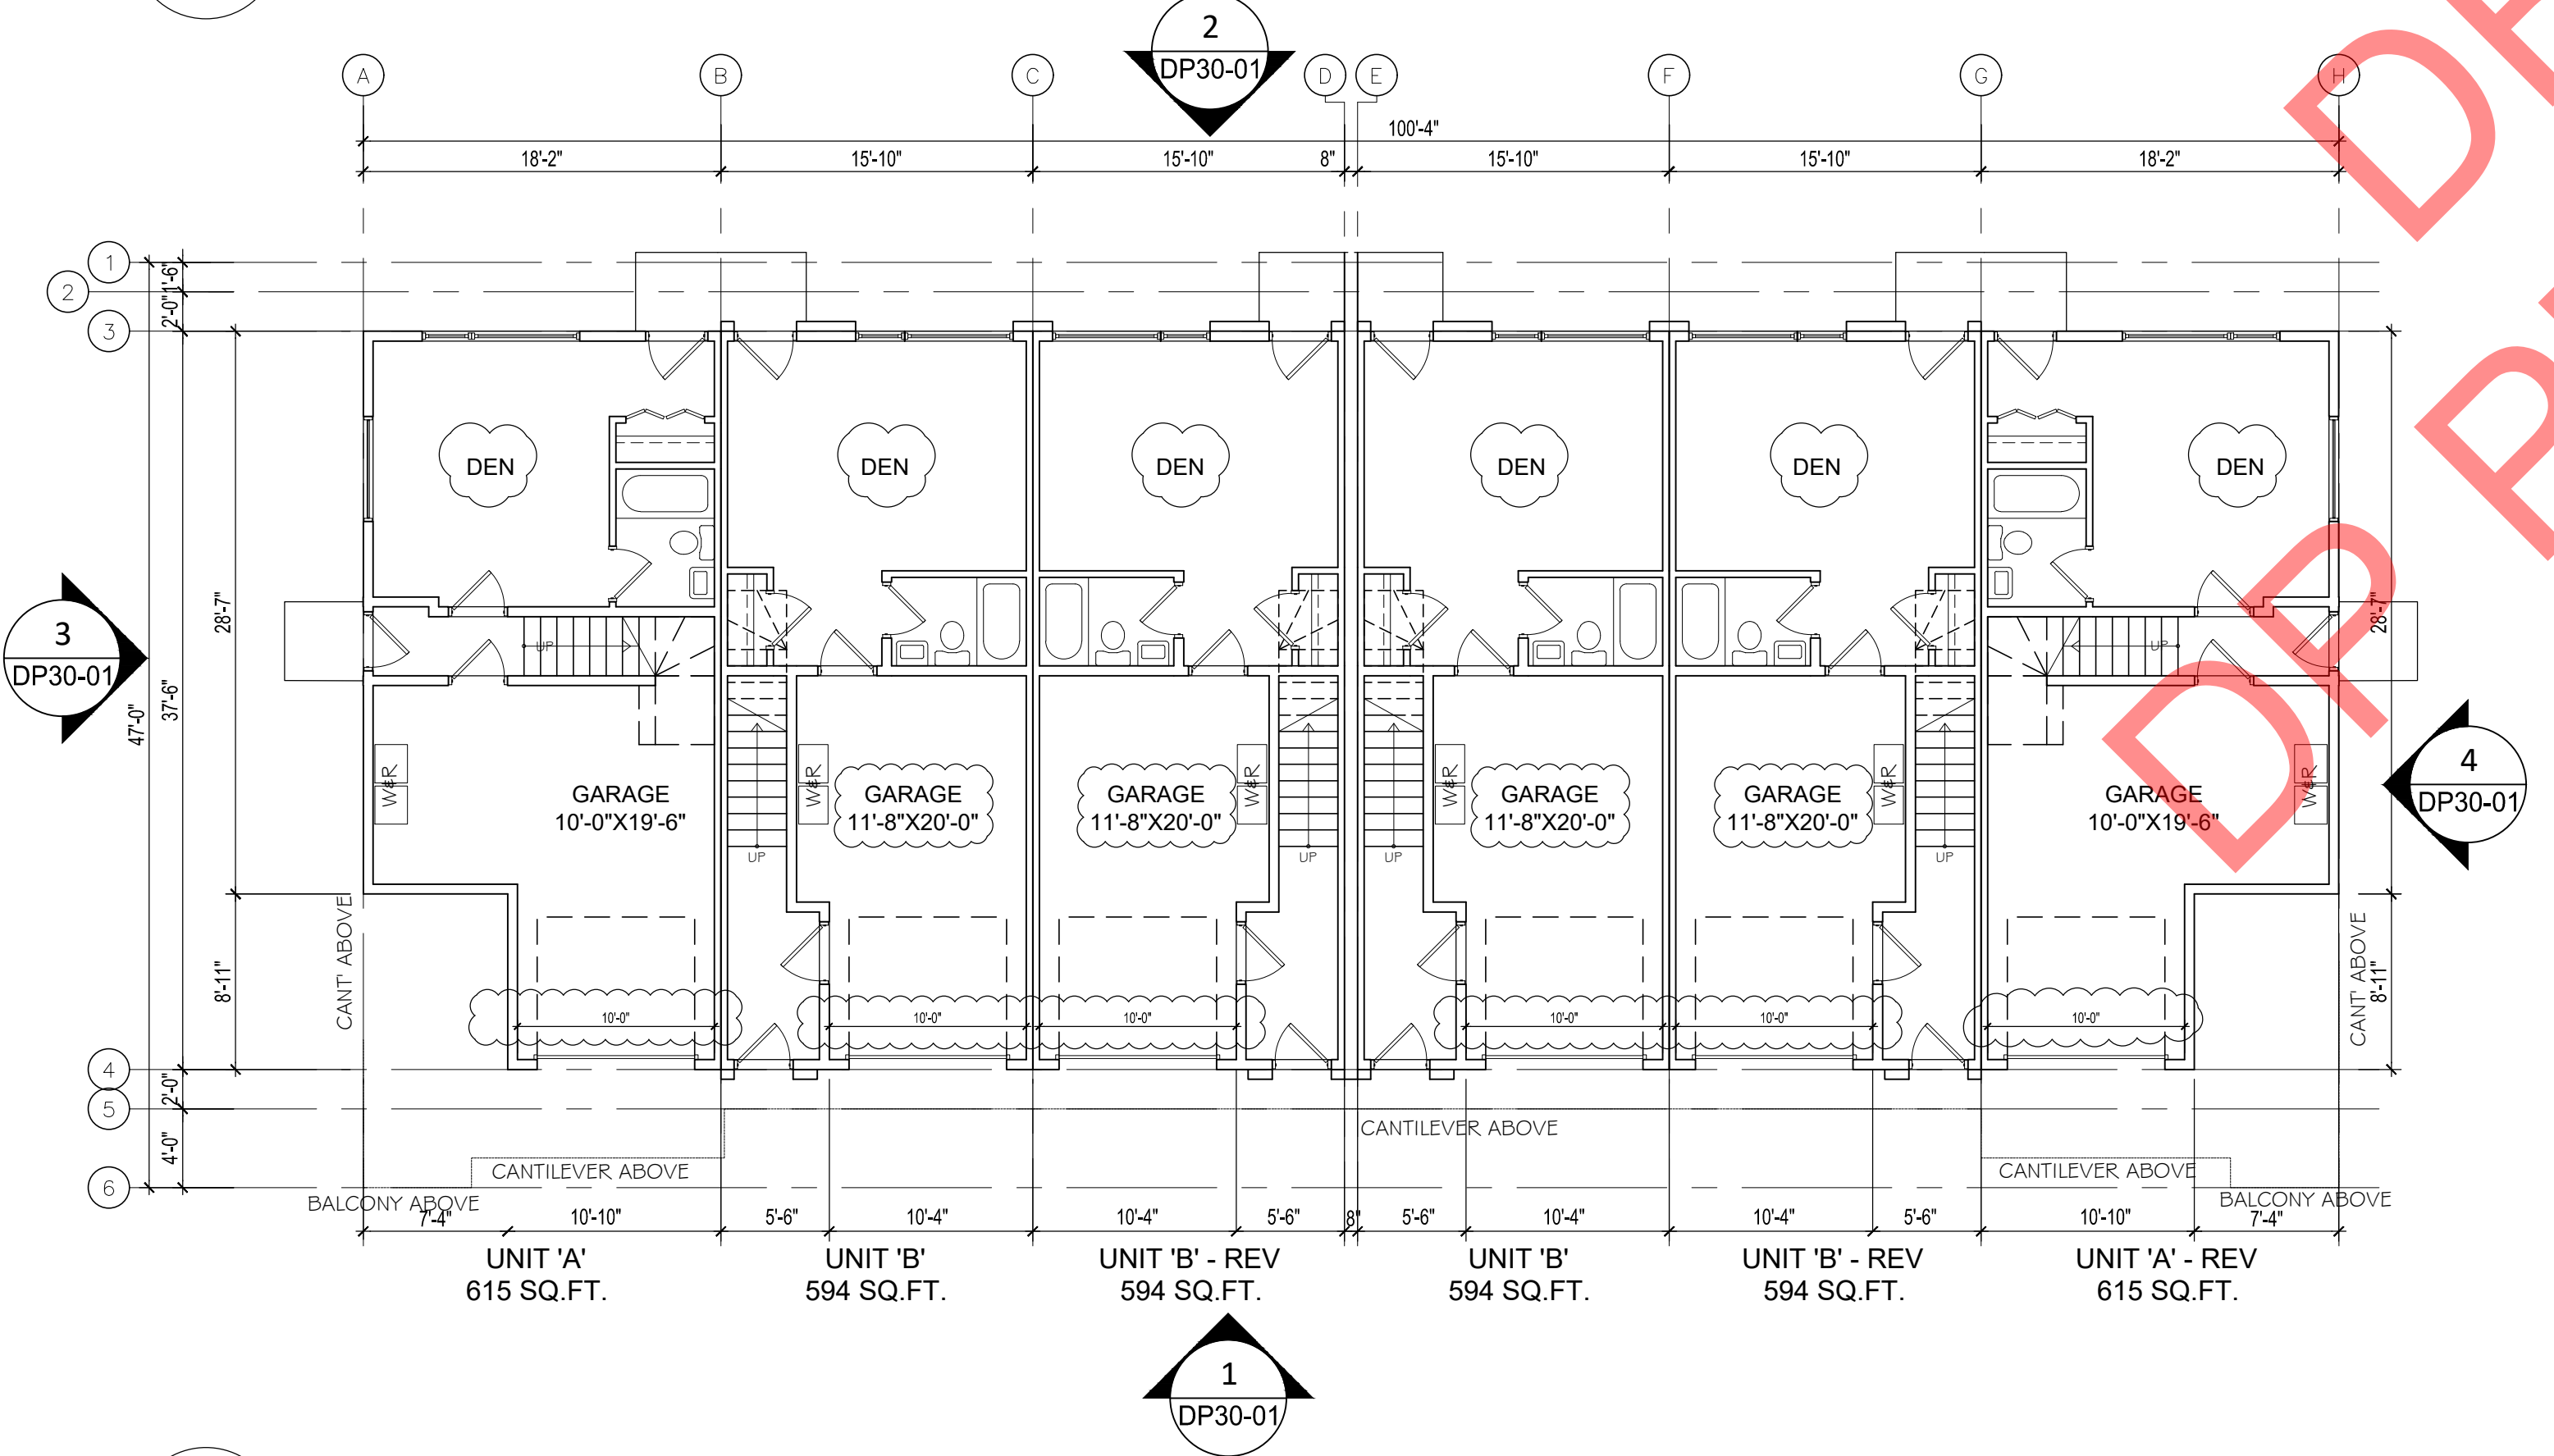 2
DP30-01
A B C D E F G H
100'-4"
18'-2" 15'-10" 15'-10" 8" 15'-10" 15'-10" 18'-2"
1
2
3
1'-6"
2'-0"
DEN DEN DEN DEN DEN DEN
28'-7"
37'-6"
47'-0"
28'-7"
3
DP30-01
UP UP
4
DP30-01
W&R W&R W&R W&R W&R W&R
GARAGE GARAGE GARAGE GARAGE GARAGE GARAGE
10'-0"X19'-6" 11'-8"X20'-0" 11'-8"X20'-0" 11'-8"X20'-0" 11'-8"X20'-0" 10'-0"X19'-6"
UP UP UP UP
CANT' ABOVE
CANT' ABOVE
8'-11"
8'-11"
10'-0" 10'-0" 10'-0" 10'-0" 10'-0" 10'-0"
4
2'-0"
5
4'-0"
6
CANTILEVER ABOVE
CANTILEVER ABOVE CANTILEVER ABOVE
BALCONY ABOVE BALCONY ABOVE
7'-4" 10'-10" 5'-6" 10'-4" 10'-4" 5'-6" 8" 5'-6" 10'-4" 10'-4" 5'-6" 10'-10" 7'-4"
UNIT 'A' UNIT 'B' UNIT 'B' - REV UNIT 'B' UNIT 'B' - REV UNIT 'A' - REV
615 SQ.FT. 594 SQ.FT. 594 SQ.FT. 594 SQ.FT. 594 SQ.FT. 615 SQ.FT.
1
DP30-01
DP
DP P